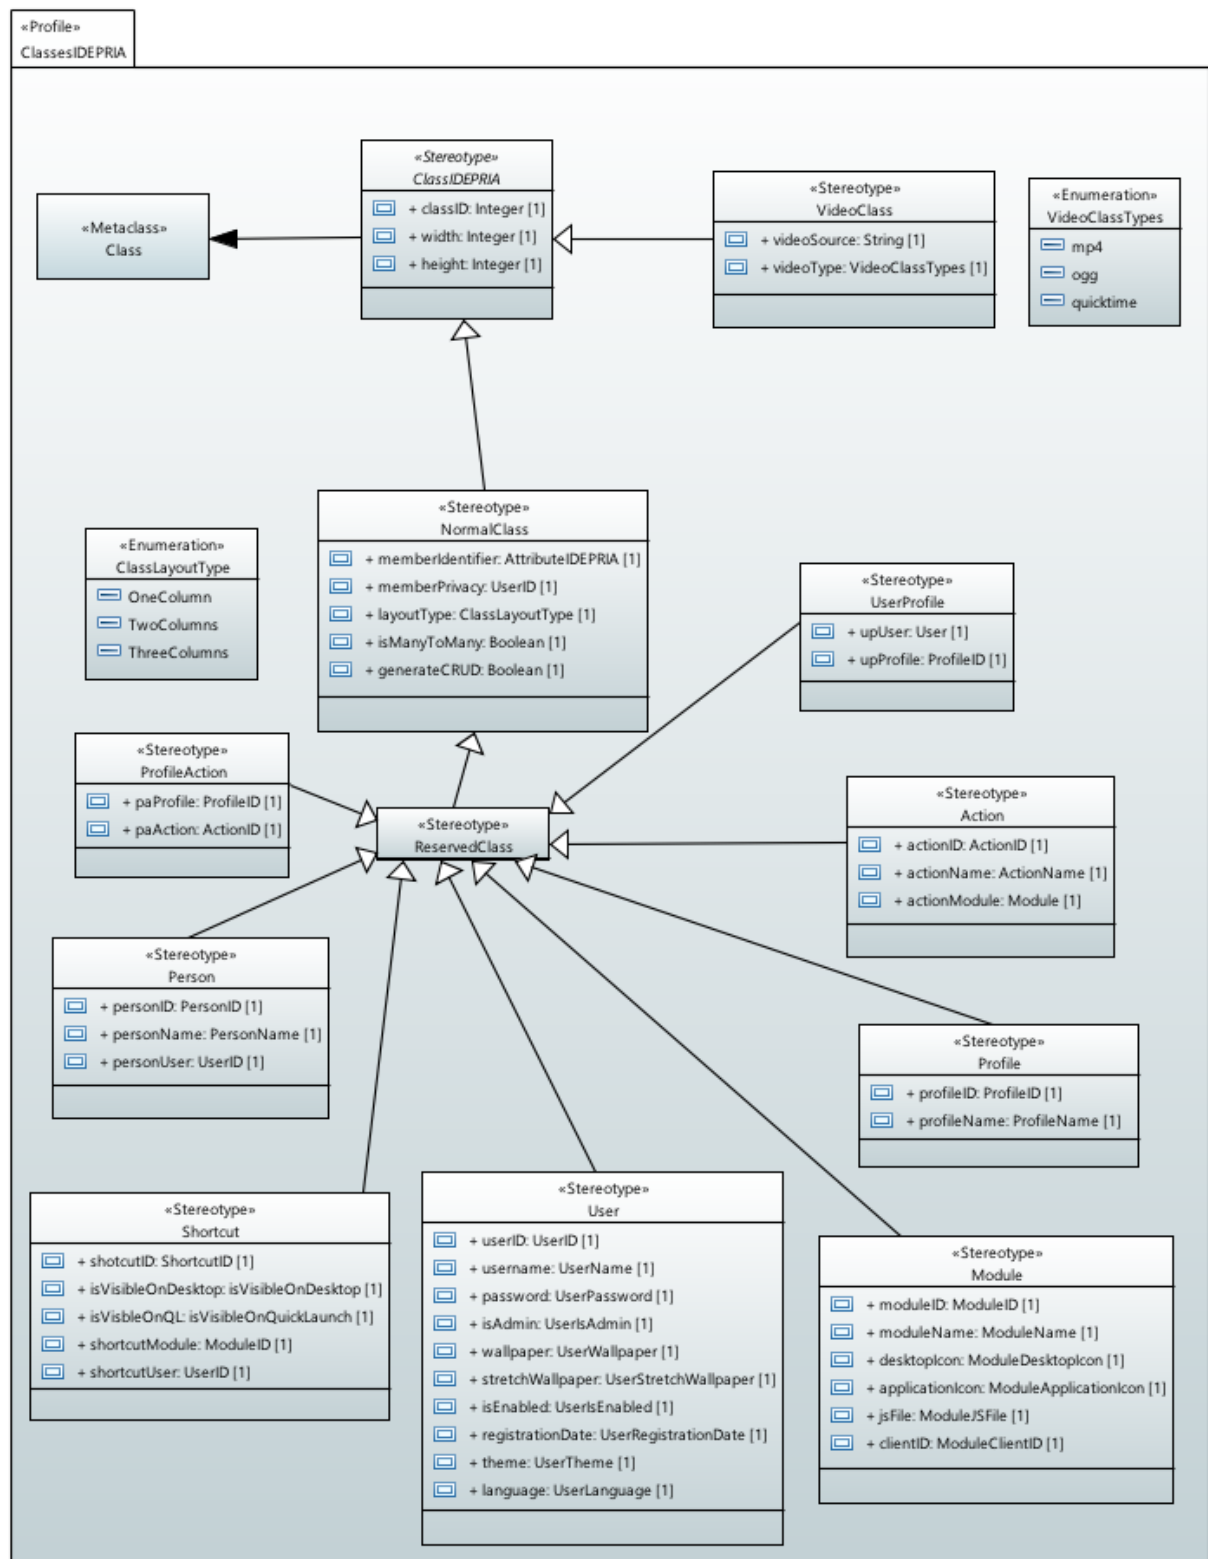 «Profile»
ClassesIDEPRIA
«Stereotype»
ClassIDEPRIA
+ classID: Integer [1]
+ width: Integer [1]
+ height: Integer [1]
«Metaclass»
Class
«Stereotype»
VideoClass
+ videoSource: String [1]
+ videoType: VideoClassTypes [1]
«Enumeration»
VideoClassTypes
mp4
ogg
quicktime
«Stereotype»
NormalClass
+ memberIdentifier: AttributeIDEPRIA [1]
+ memberPrivacy: UserID [1]
+ layoutType: ClassLayoutType [1]
+ isManyToMany: Boolean [1]
+ generateCRUD: Boolean [1]
«Enumeration»
ClassLayoutType
OneColumn
TwoColumns
ThreeColumns
«Stereotype»
UserProfile
+ upUser: User [1]
+ upProfile: ProfileID [1]
«Stereotype»
ProfileAction
+ paProfile: ProfileID [1]
+ paAction: ActionID [1]
«Stereotype»
ReservedClass
«Stereotype»
Action
+ actionID: ActionID [1]
+ actionName: ActionName [1]
+ actionModule: Module [1]
«Stereotype»
Person
+ personID: PersonID [1]
+ personName: PersonName [1]
+ personUser: UserID [1]
«Stereotype»
Profile
+ profileID: ProfileID [1]
+ profileName: ProfileName [1]
«Stereotype»
Shortcut
+ shotcutID: ShortcutID [1]
+ isVisibleOnDesktop: isVisibleOnDesktop [1]
+ isVisbleOnQL: isVisibleOnQuickLaunch [1]
+ shortcutModule: ModuleID [1]
+ shortcutUser: UserID [1]
«Stereotype»
User
+ userID: UserID [1]
+ username: UserName [1]
+ password: UserPassword [1]
+ isAdmin: UserIsAdmin [1]
+ wallpaper: UserWallpaper [1]
+ stretchWallpaper: UserStretchWallpaper [1]
+ isEnabled: UserIsEnabled [1]
+ registrationDate: UserRegistrationDate [1]
+ theme: UserTheme [1]
+ language: UserLanguage [1]
«Stereotype»
Module
+ moduleID: ModuleID [1]
+ moduleName: ModuleName [1]
+ desktopIcon: ModuleDesktopIcon [1]
+ applicationIcon: ModuleApplicationIcon [1]
+ jsFile: ModuleJSFile [1]
+ clientID: ModuleClientID [1]